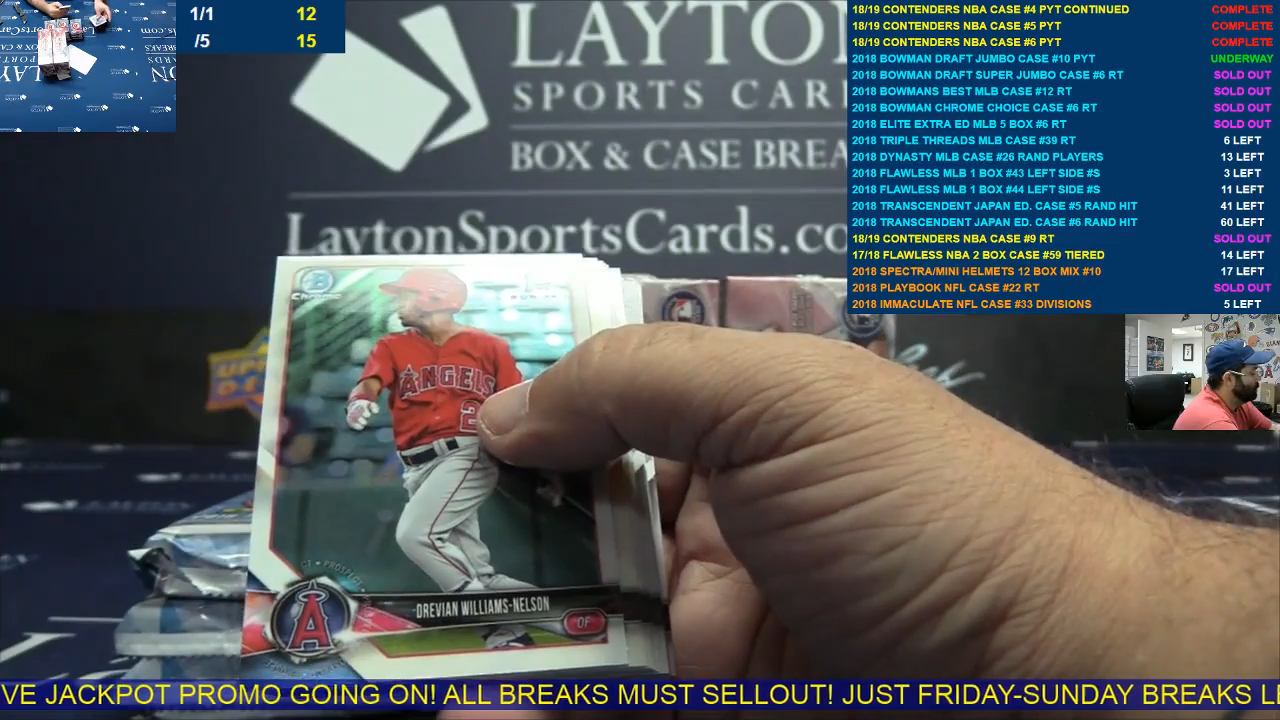 1/1 12
/5 15
LAYTON
SPORTS CAR
BOX & CASE BREA
LaytonSportsCards.co
18/19 CONTENDERS NBA CASE #4 PYT CONTINUED COMPLETE
18/19 CONTENDERS NBA CASE #5 PYT COMPLETE
18/19 CONTENDERS NBA CASE #6 PYT COMPLETE
2018 BOWMAN DRAFT JUMBO CASE #10 PYT UNDERWAY
2018 BOWMAN DRAFT SUPER JUMBO CASE #6 RT SOLD OUT
2018 BOWMANS BEST MLB CASE #12 RT SOLD OUT
2018 BOWMAN CHROME CHOICE CASE #6 RT SOLD OUT
2018 ELITE EXTRA ED MLB 5 BOX #6 RT SOLD OUT
2018 TRIPLE THREADS MLB CASE #39 RT 6 LEFT
2018 DYNASTY MLB CASE #26 RAND PLAYERS 13 LEFT
2018 FLAWLESS MLB 1 BOX #43 LEFT SIDE #S 3 LEFT
2018 FLAWLESS MLB 1 BOX #44 LEFT SIDE #S 11 LEFT
2018 TRANSCENDENT JAPAN ED. CASE #5 RAND HIT 41 LEFT
2018 TRANSCENDENT JAPAN ED. CASE #6 RAND HIT 60 LEFT
18/19 CONTENDERS NBA CASE #9 RT SOLD OUT
17/18 FLAWLESS NBA 2 BOX CASE #59 TIERED 14 LEFT
2018 SPECTRA/MINI HELMETS 12 BOX MIX #10 17 LEFT
2018 PLAYBOOK NFL CASE #22 RT SOLD OUT
2018 IMMACULATE NFL CASE #33 DIVISIONS 5 LEFT
Chrome
ANGELS
2
DREVIAN WILLIAMS-NELSON
OF
VE JACKPOT PROMO GOING ON! ALL BREAKS MUST SELLOUT! JUST FRIDAY-SUNDAY BREAKS LI